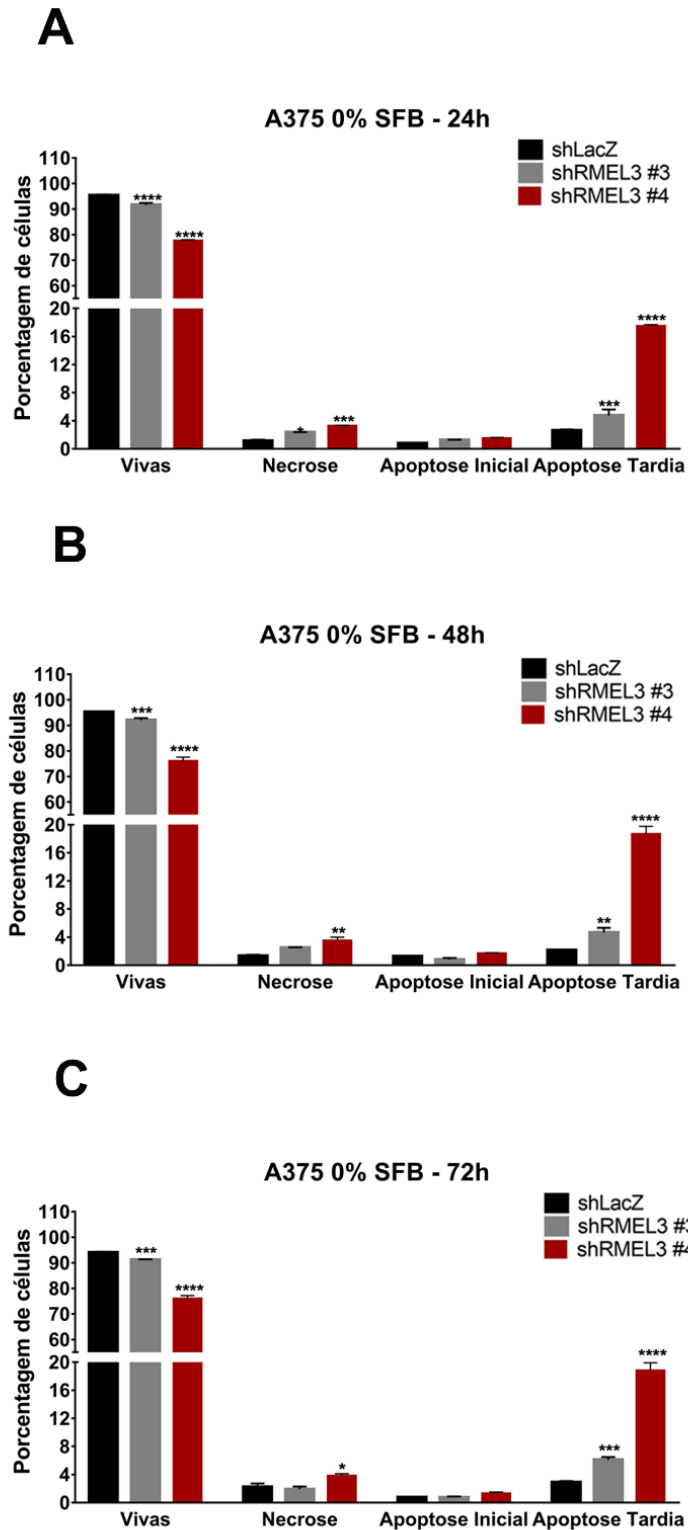 A
A375 0% SFB - 24h
shLacZ
shRMEL3 #3
shRMEL3 #4
Porcentagem de células
110
100
90
80
70
60
20
16
12
8
4
0
****
****
*
***
***
****
Vivas Necrose Apoptose Inicial Apoptose Tardia
B
A375 0% SFB - 48h
shLacZ
shRMEL3 #3
shRMEL3 #4
Porcentagem de células
110
100
90
80
70
60
20
16
12
8
4
0
***
****
**
**
****
Vivas Necrose Apoptose Inicial Apoptose Tardia
C
A375 0% SFB - 72h
shLacZ
shRMEL3 #3
shRMEL3 #4
Porcentagem de células
110
100
90
80
70
60
20
16
12
8
4
0
***
****
*
***
****
Vivas Necrose Apoptose Inicial Apoptose Tardia